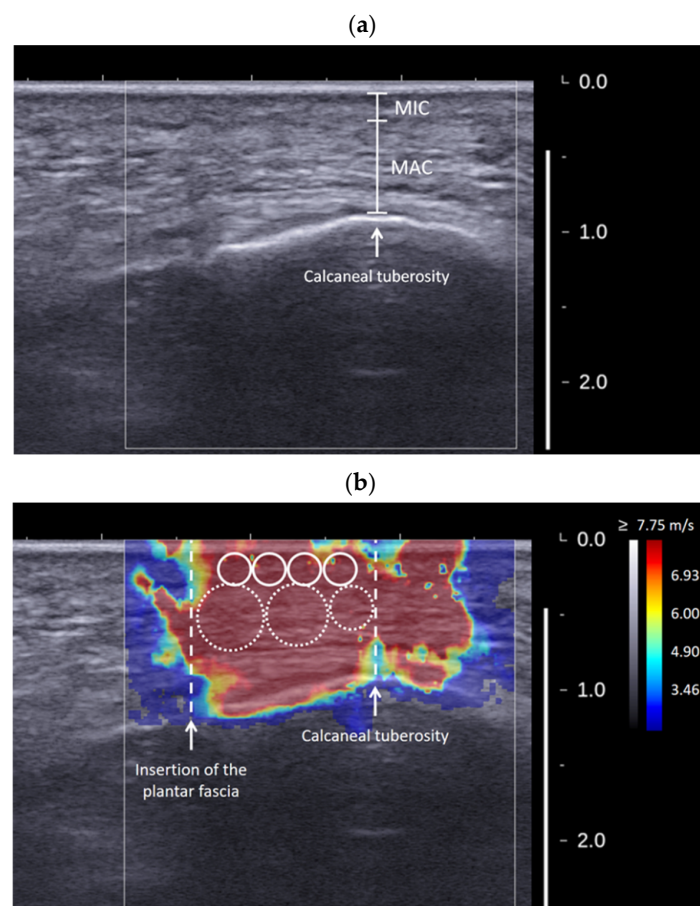 (a)
0.0
MIC
MAC
1.0
Calcaneal tuberosity
2.0
(b)
≥ 7.75 m/s
0.0
6.93
6.00
4.90
3.46
1.0
Calcaneal tuberosity
Insertion of the
plantar fascia
2.0